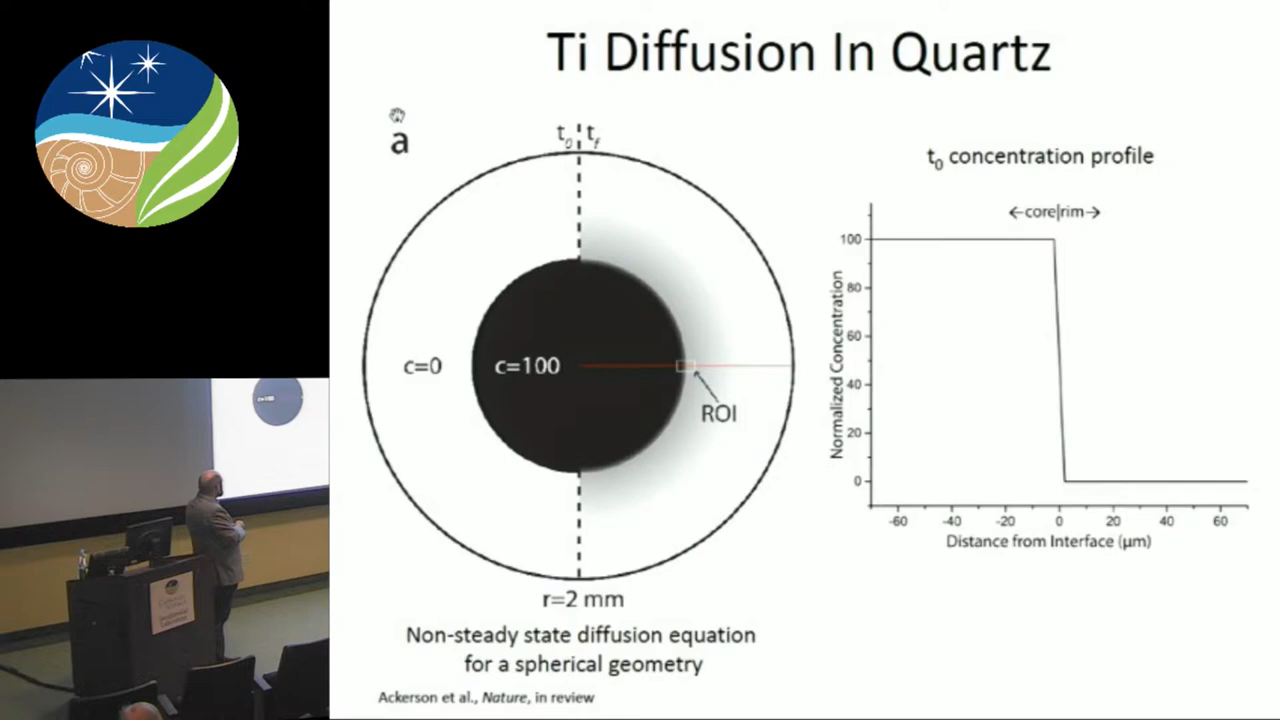 Ti Diffusion In Quartz
a
t0 tf
c=0
c=100
ROI
r=2 mm
Non-steady state diffusion equation
for a spherical geometry
Ackerson et al., Nature, in review
t0 concentration profile
←core|rim→
Normalized Concentration
100
80
60
40
20
0
-60 -40 -20 0 20 40 60
Distance from Interface (µm)
c=100